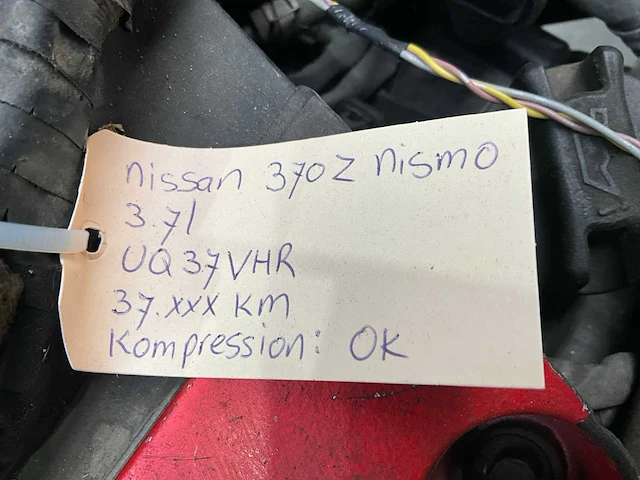 Nissan 370Z Nismo
3.7l
UQ37VHR
37.xxx km
Kompression: OK